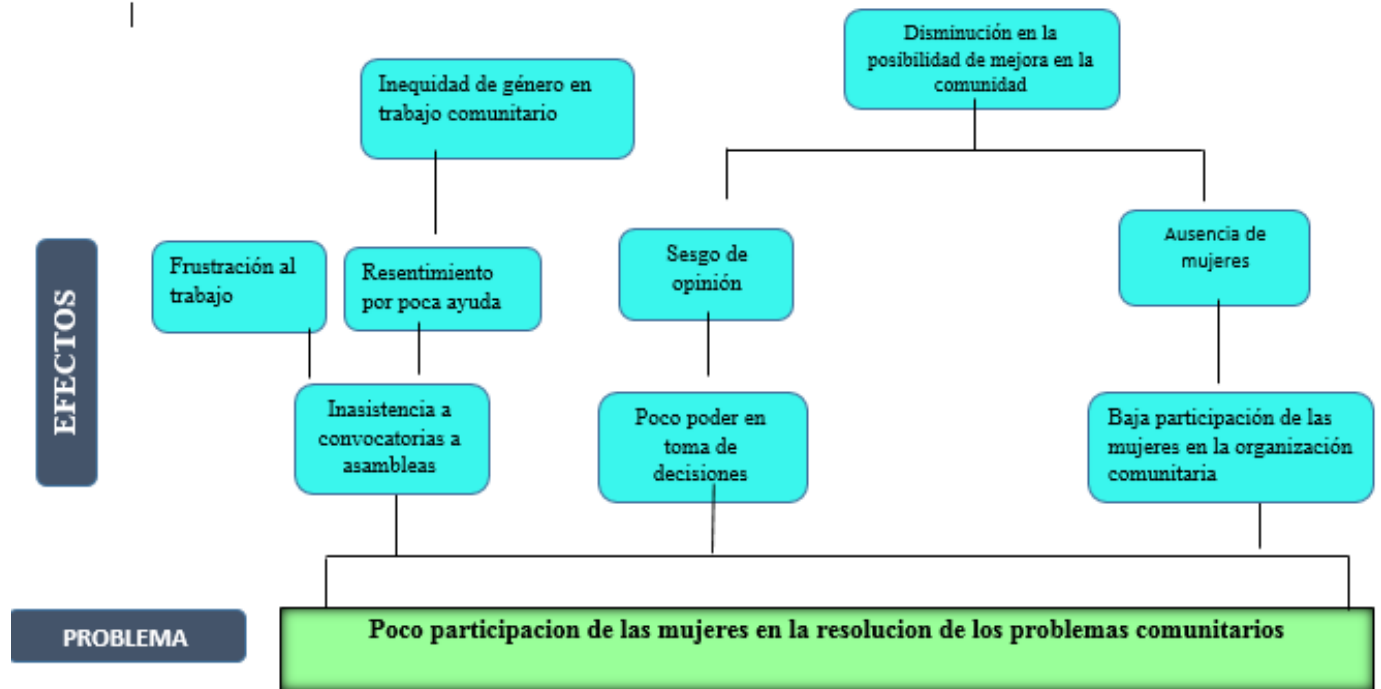 Disminución en la
posibilidad de mejora en la
comunidad
Inequidad de género en
trabajo comunitario
EFECTOS
Frustración al
trabajo
Resentimiento
por poca ayuda
Sesgo de
opinión
Ausencia de
mujeres
Inasistencia a
convocatorias a
asambleas
Poco poder en
toma de
decisiones
Baja participación de las
mujeres en la organización
comunitaria
PROBLEMA
Poco participacion de las mujeres en la resolucion de los problemas comunitarios